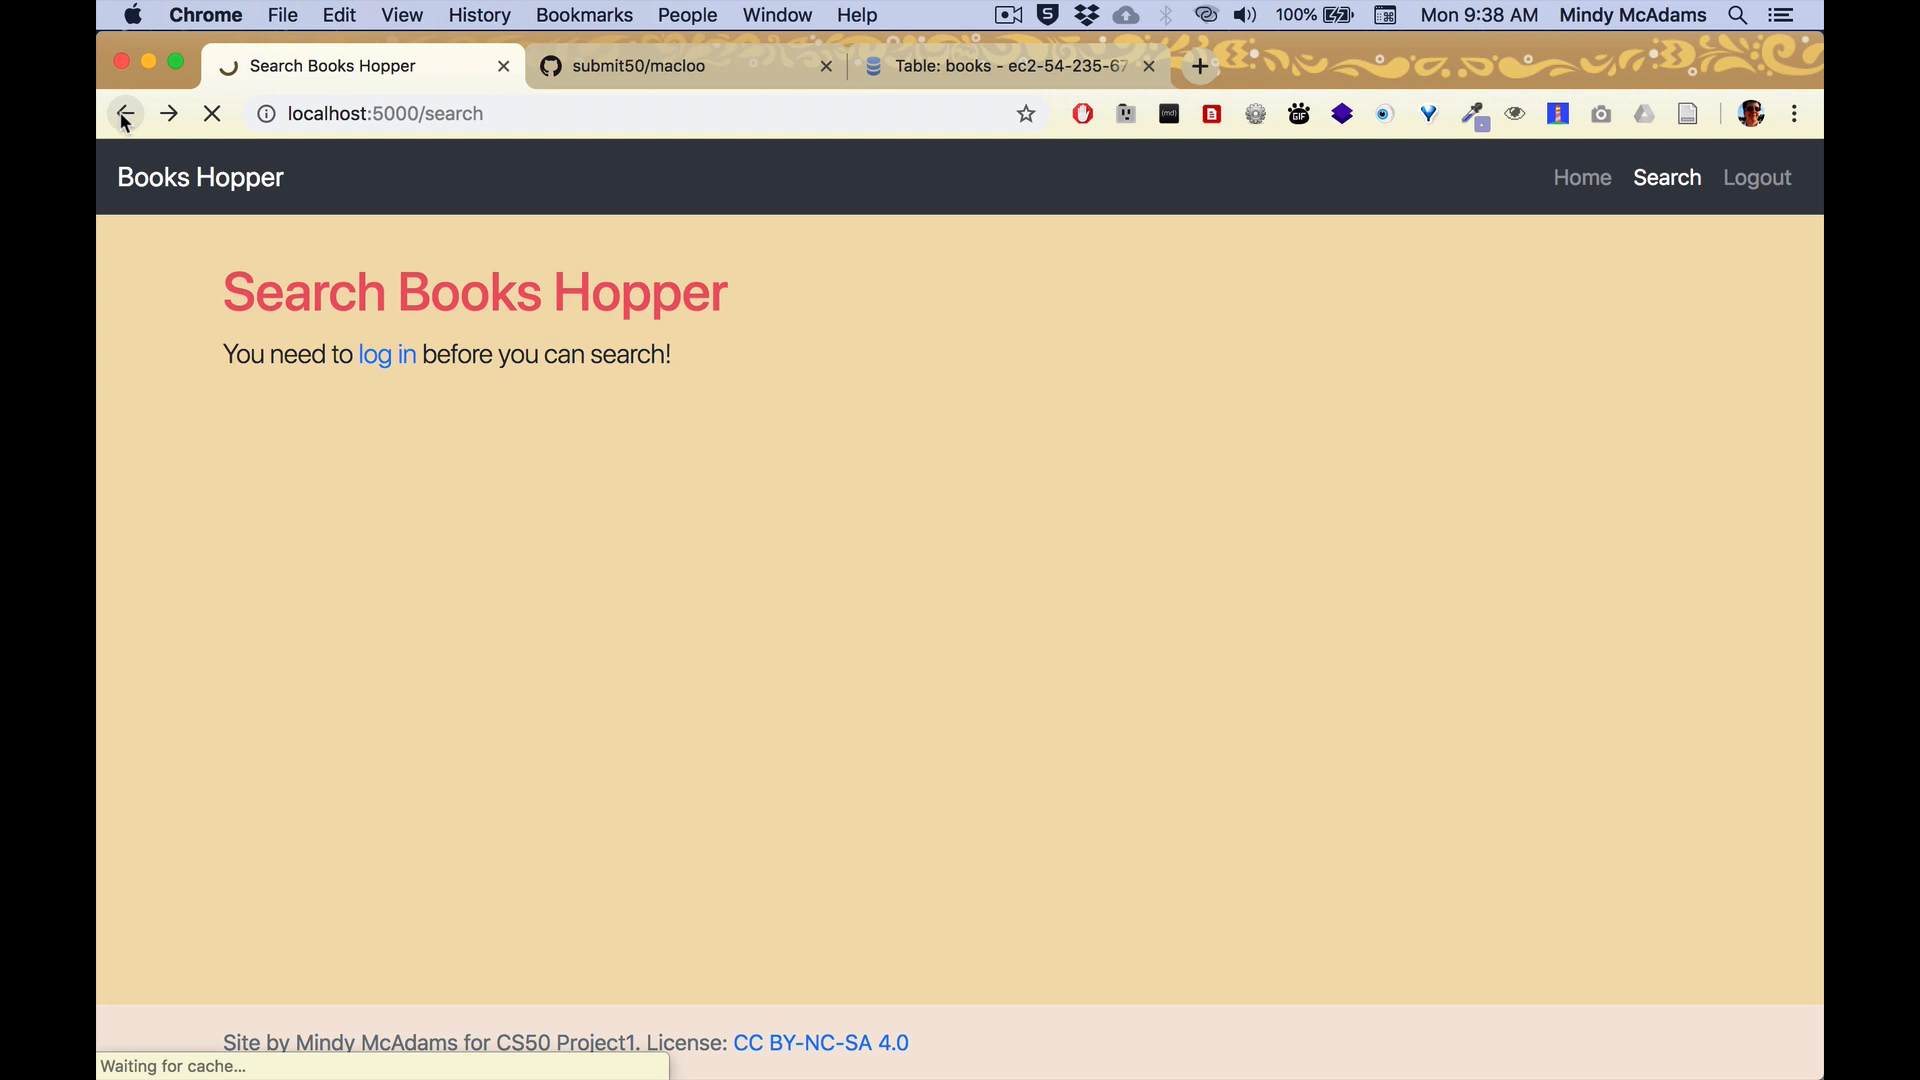 Chrome File Edit View History Bookmarks People Window Help 100% Mon 9:38 AM Mindy McAdams
Search Books Hopper submit50/macloo Table: books - ec2-54-235-67
localhost:5000/search
Books Hopper Home Search Logout
Search Books Hopper
You need to log in before you can search!
Site by Mindy McAdams for CS50 Project1. License: CC BY-NC-SA 4.0
Waiting for cache...